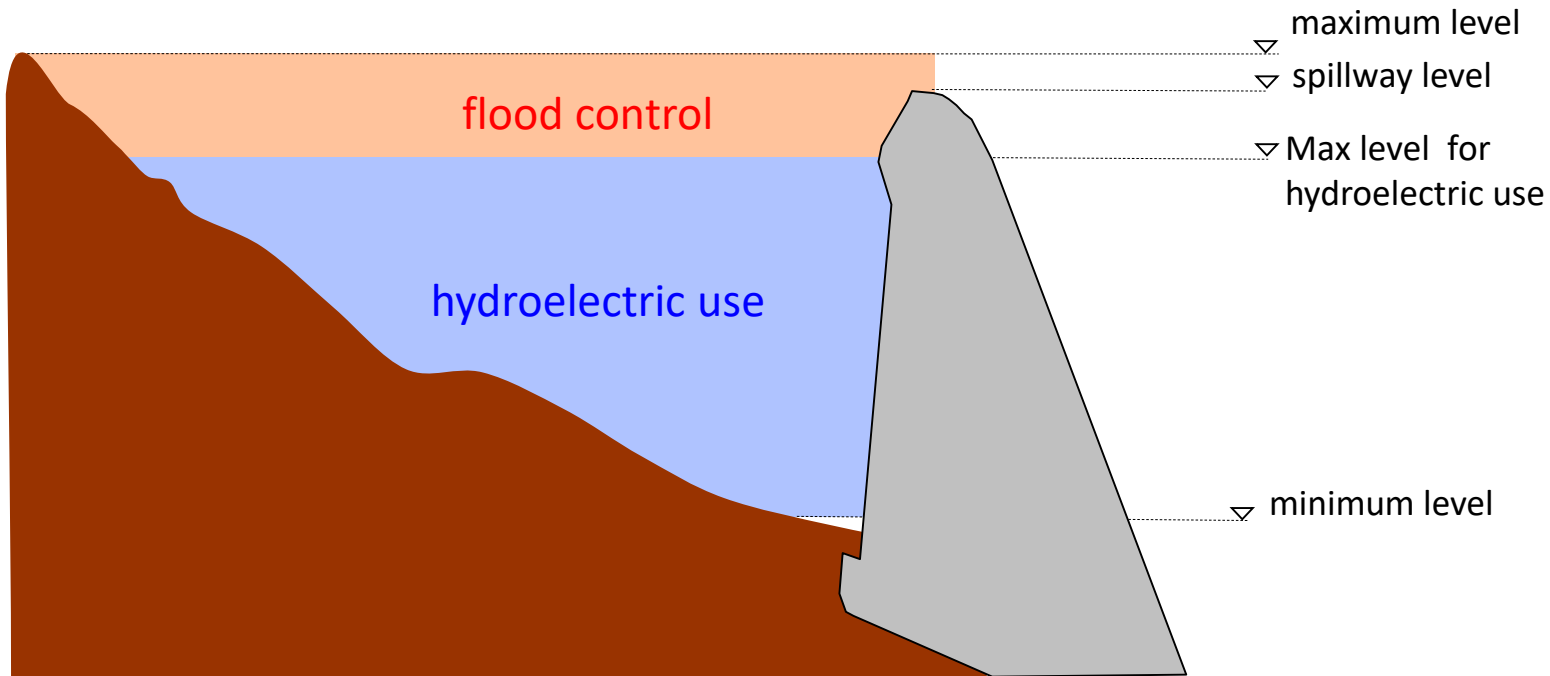 maximum level
spillway level
flood control
Max level for
hydroelectric use
hydroelectric use
minimum level